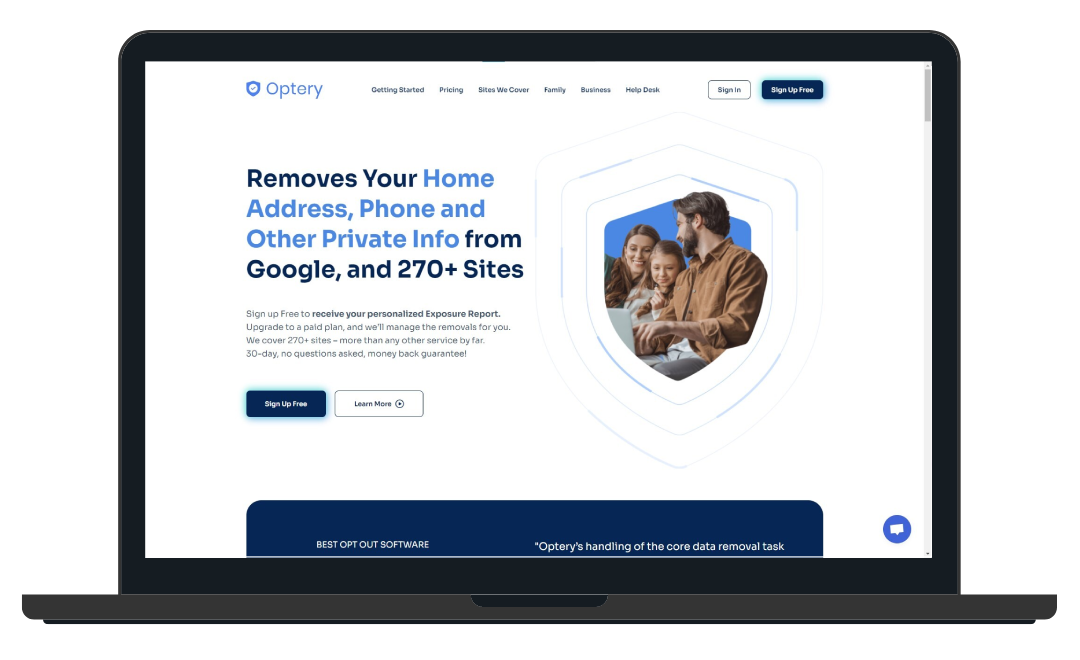 Optery
Getting Started
Pricing
Sites We Cover
Family
Business
Help Desk
Sign In
Sign Up Free
Removes Your Home
Address, Phone and
Other Private Info from
Google, and 270+ Sites
Sign up Free to receive your personalized Exposure Report.
Upgrade to a paid plan, and we'll manage the removals for you.
We cover 270+ sites – more than any other service by far.
30-day, no questions asked, money back guarantee!
Sign Up Free
Learn More
BEST OPT OUT SOFTWARE
"Optery's handling of the core data removal task